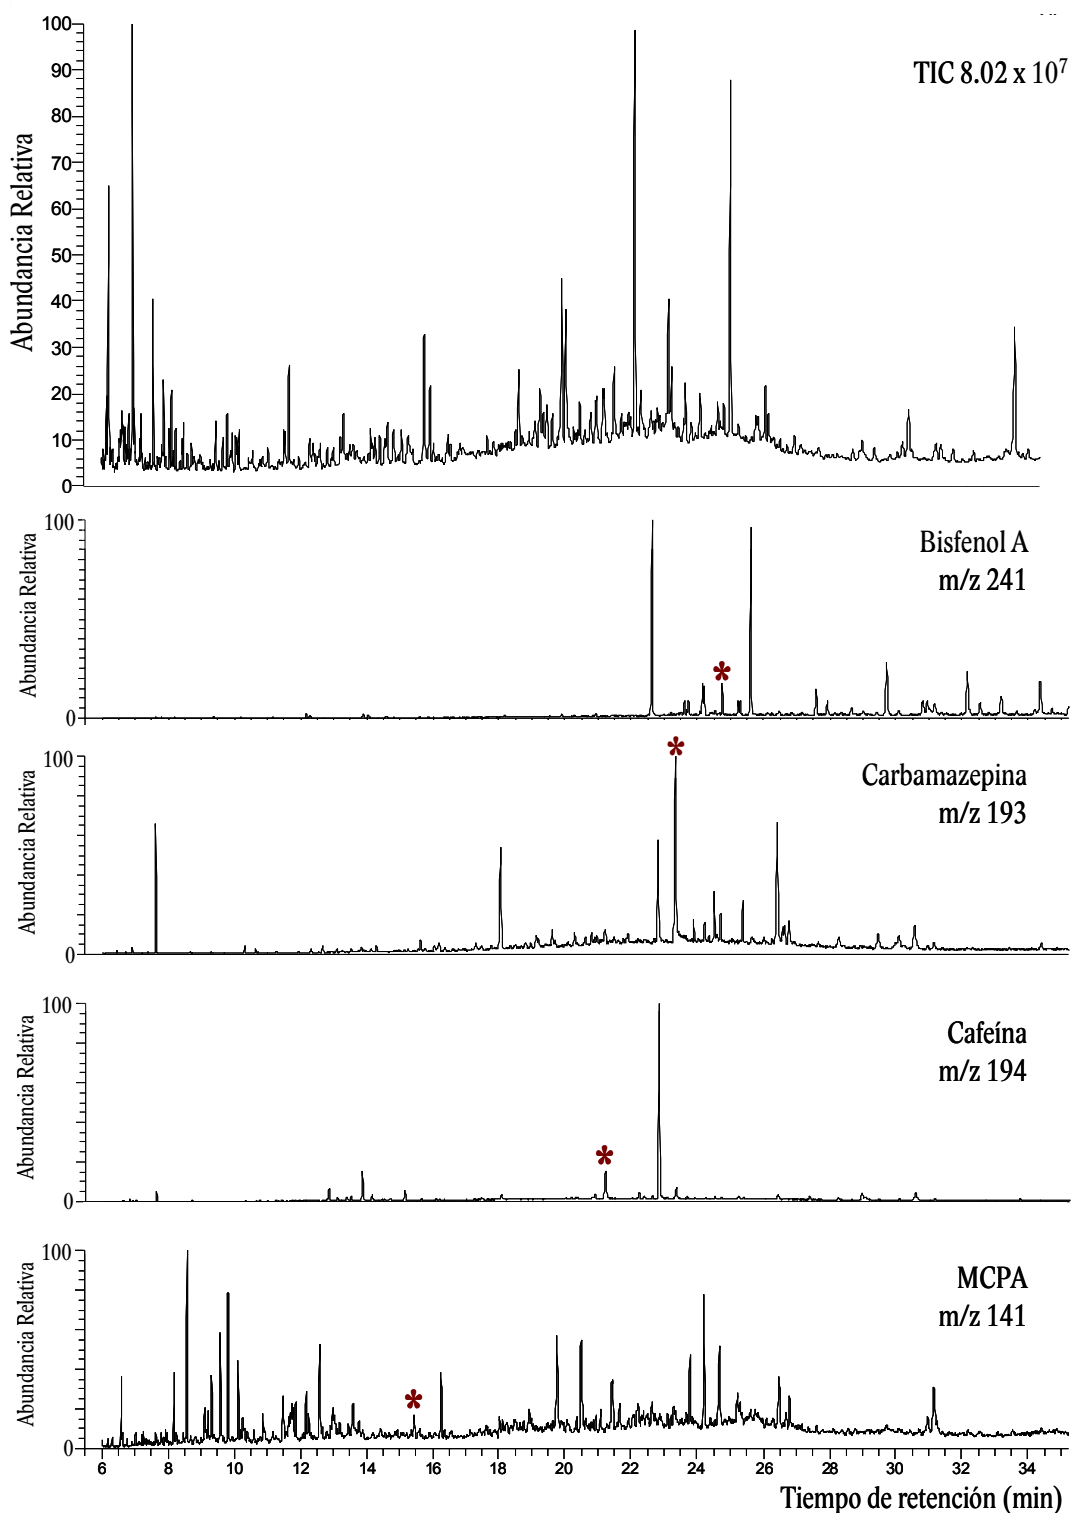 Abundancia Relativa
100
90
80
70
60
50
40
30
20
10
0
TIC 8.02 x 10⁷
Abundancia Relativa
100
0
Bisfenol A
m/z 241
*
Abundancia Relativa
100
0
Carbamazepina
m/z 193
*
Abundancia Relativa
100
0
Cafeína
m/z 194
*
Abundancia Relativa
100
0
MCPA
m/z 141
*
6 8 10 12 14 16 18 20 22 24 26 28 30 32 34
Tiempo de retención (min)